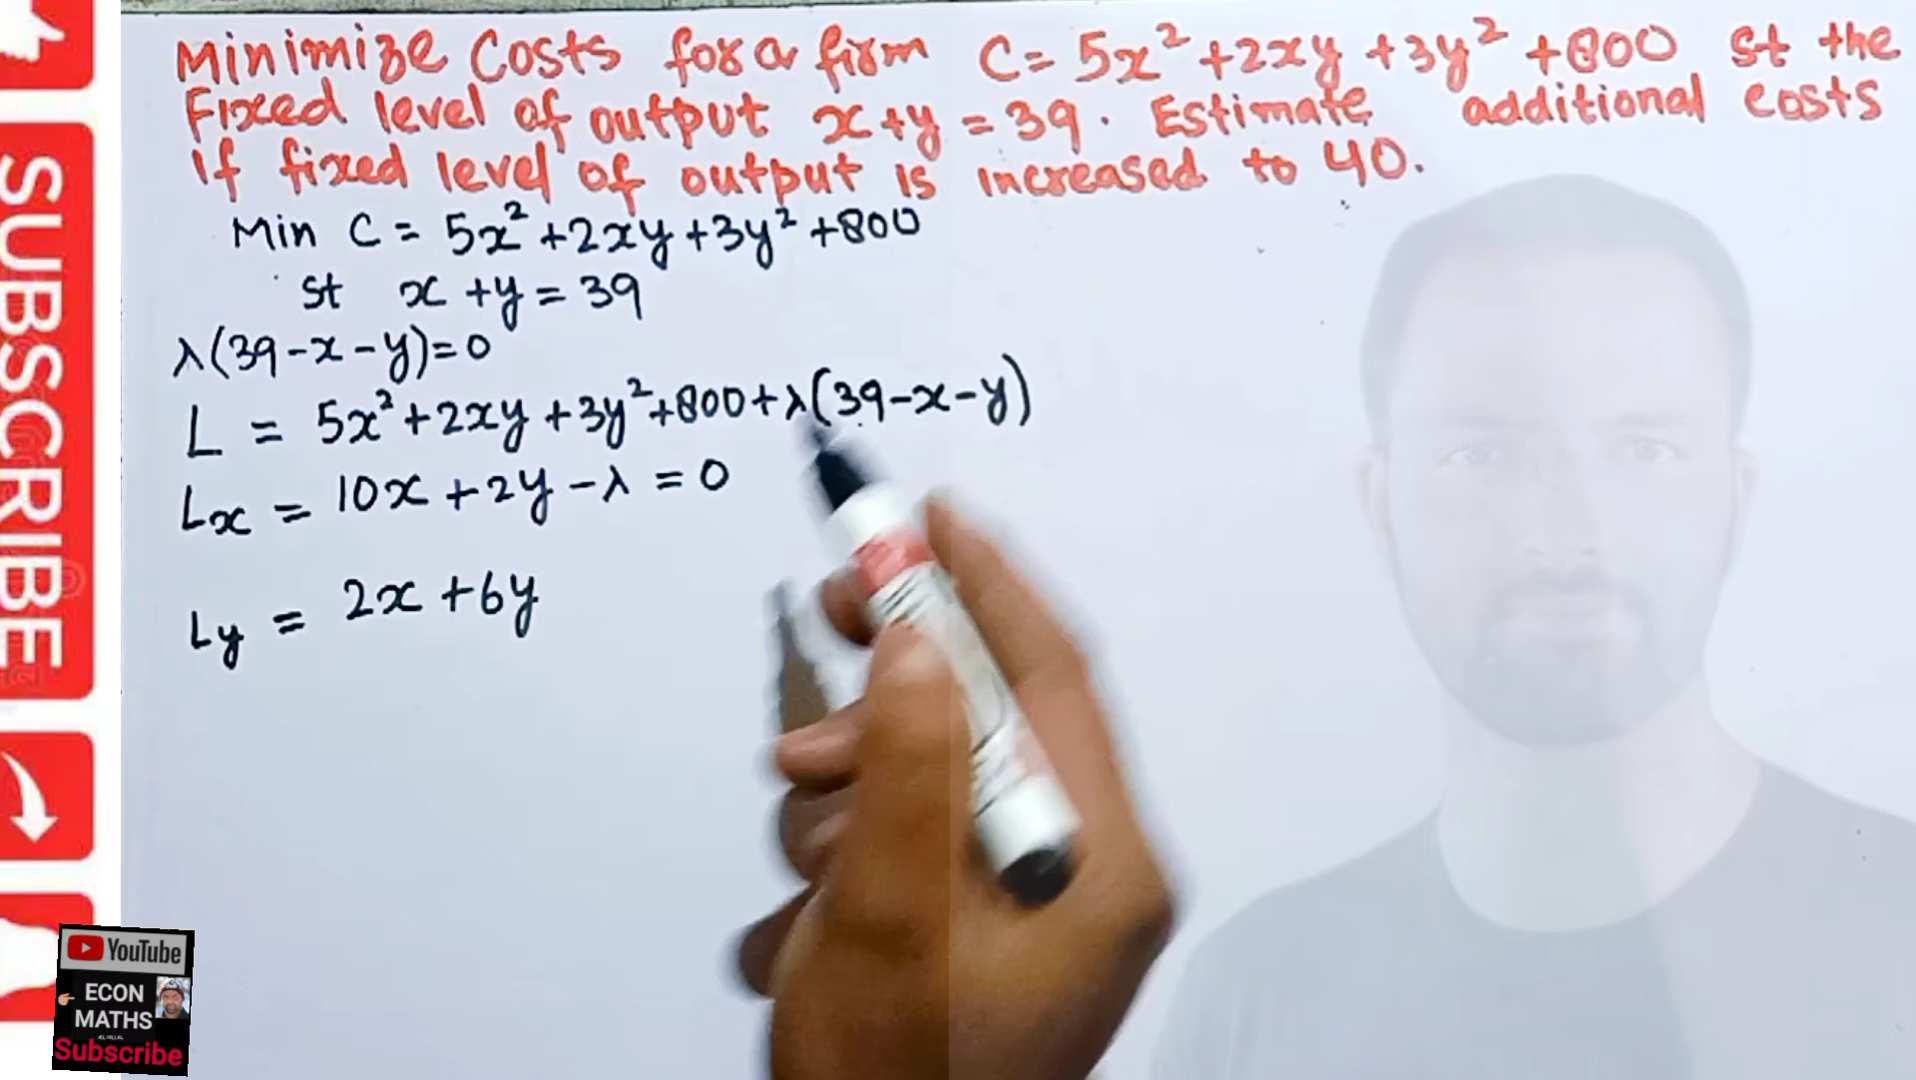 Minimize Costs for a firm C = 5x² + 2xy + 3y² + 800 st the
Fixed level of output x + y = 39. Estimate additional costs
if fixed level of output is increased to 40.
Min C = 5x² + 2xy + 3y² + 800
st x + y = 39
λ(39 - x - y) = 0
L = 5x² + 2xy + 3y² + 800 + λ(39 - x - y)
Lx = 10x + 2y - λ = 0
Ly = 2x + 6y
SUBSCRIBE
YouTube
ECON
MATHS
Subscribe